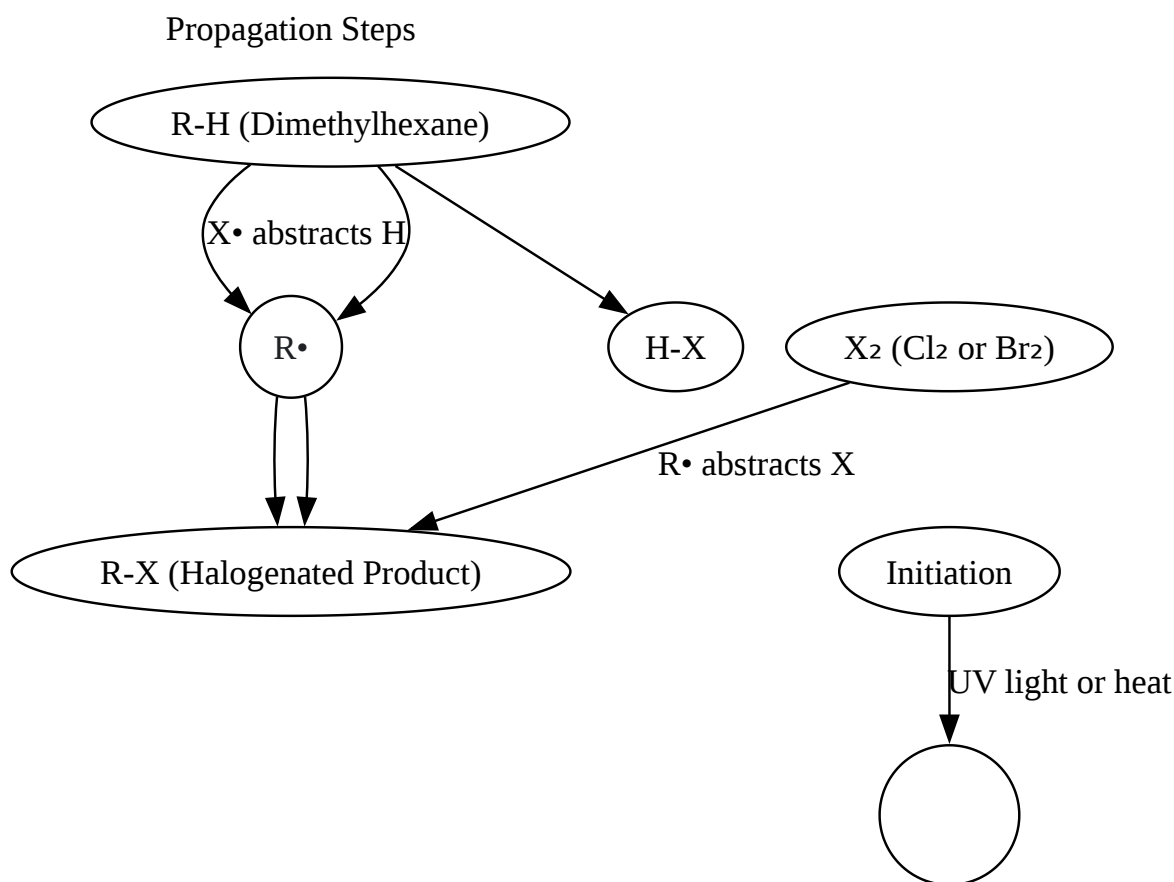 Propagation Steps
R-H (Dimethylhexane)
X• abstracts H
R•
H-X
X₂ (Cl₂ or Br₂)
R• abstracts X
R-X (Halogenated Product)
Initiation
UV light or heat